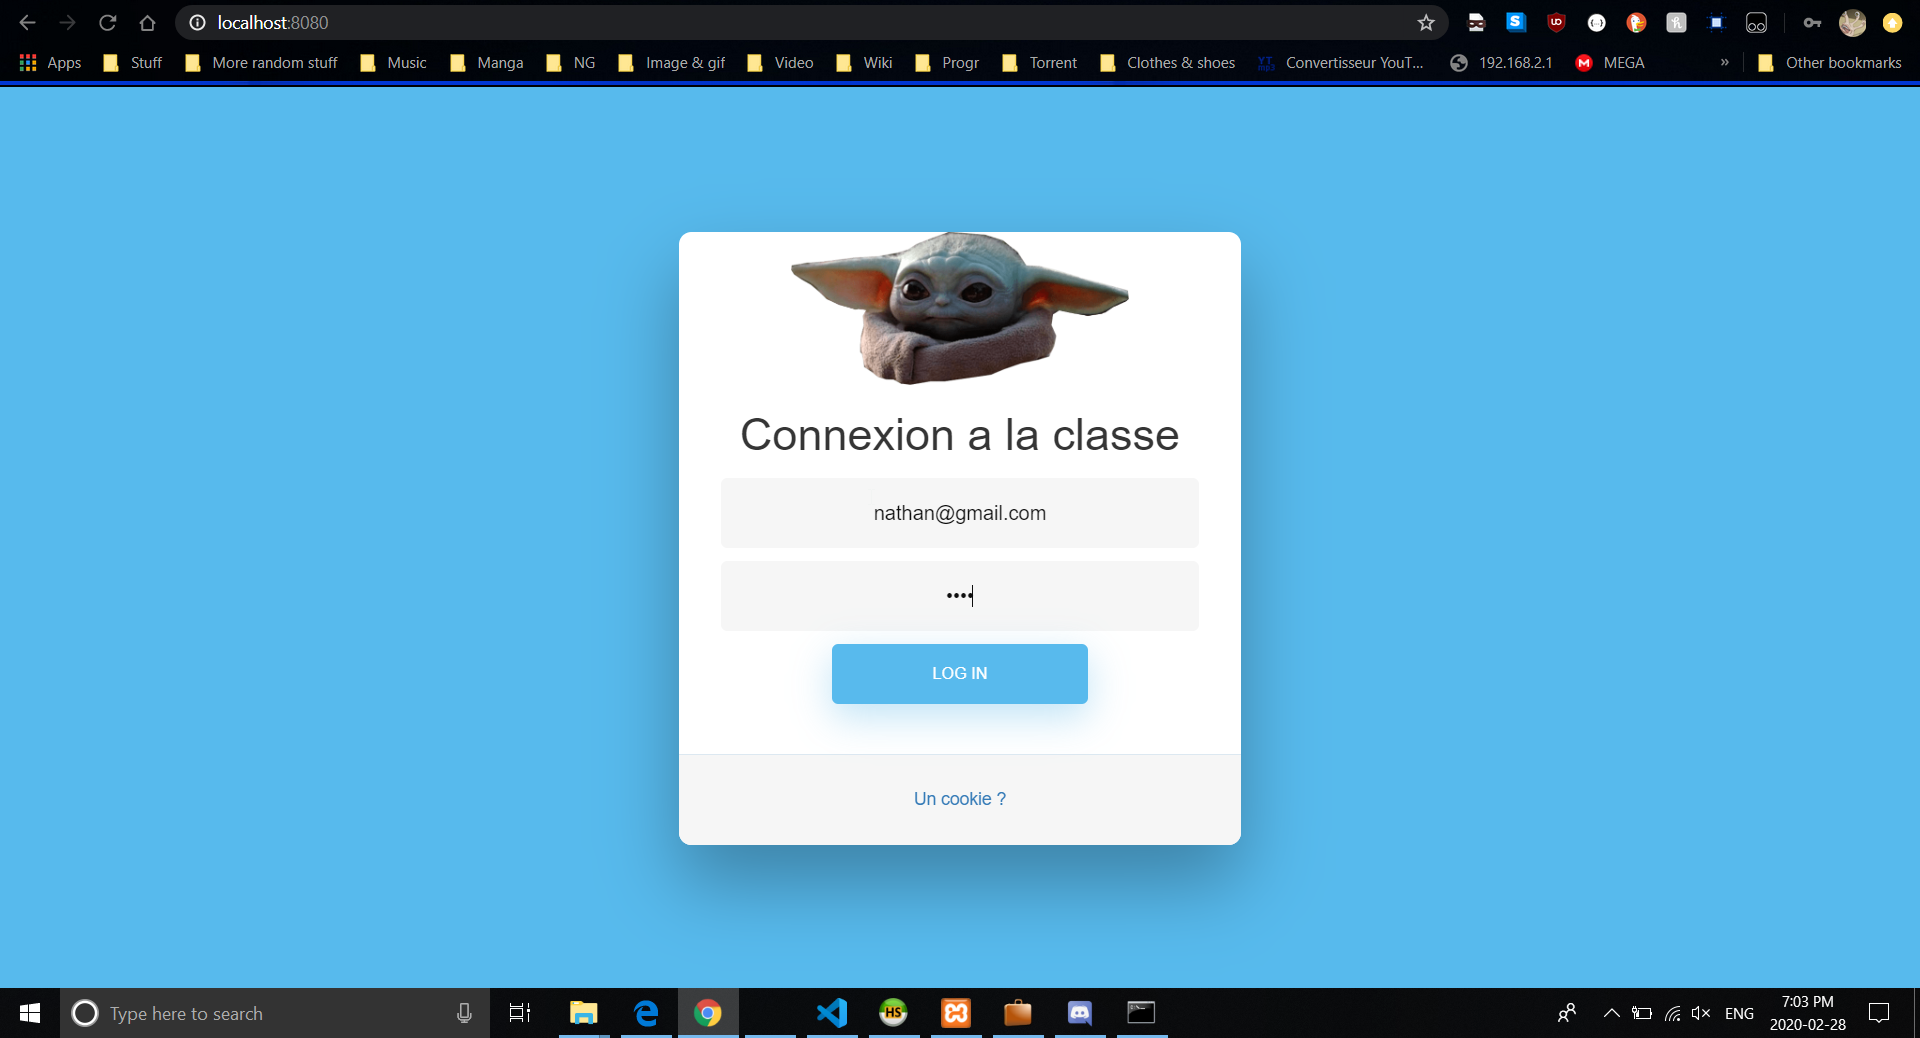 localhost:8080
Apps Stuff More random stuff Music Manga NG Image & gif Video Wiki Progr Torrent Clothes & shoes Convertisseur YouT... 192.168.2.1 MEGA » Other bookmarks
Connexion a la classe
nathan@gmail.com
••••
LOG IN
Un cookie ?
Type here to search
HS
ENG
7:03 PM
2020-02-28